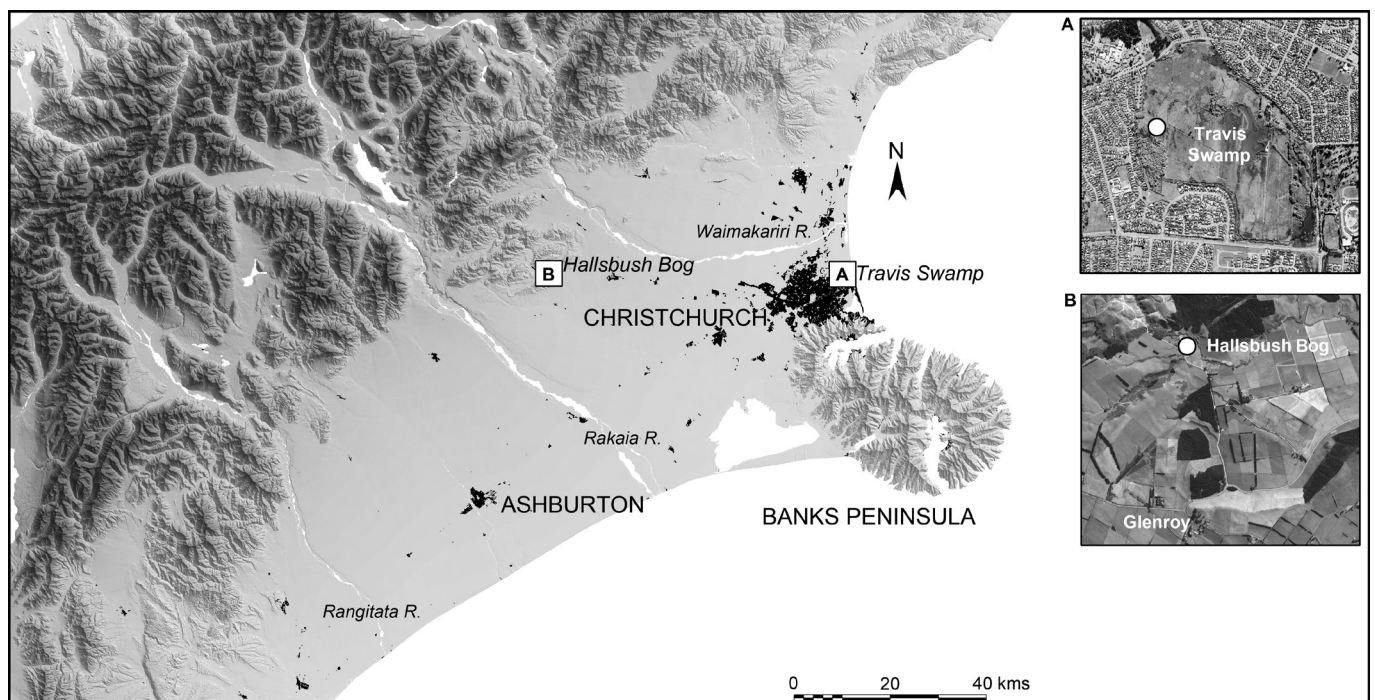 N
Waimakariri R.
B
Hallsbush Bog
A
Travis Swamp
CHRISTCHURCH
Rakaia R.
ASHBURTON
BANKS PENINSULA
Rangitata R.
0 20 40 kms
A
Travis
Swamp
B
Hallsbush Bog
Glenroy